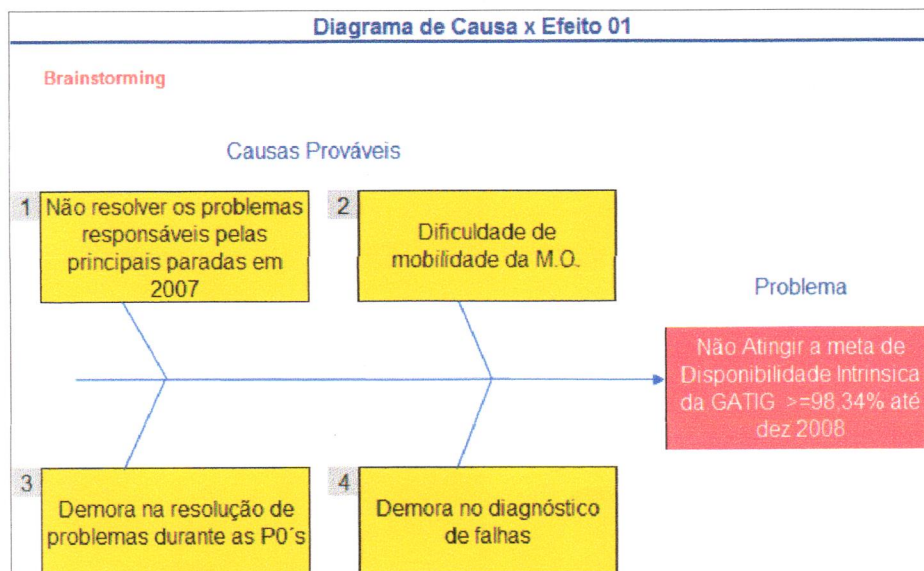 Diagrama de Causa x Efeito 01
Brainstorming
Causas Prováveis
1
Não resolver os problemas
responsáveis pelas
principais paradas em
2007
2
Dificuldade de
mobilidade da M.O.
Problema
Não Atingir a meta de
Disponibilidade Intrinsica
da GATIG >=98,34% até
dez 2008
3
Demora na resolução de
problemas durante as P0´s
4
Demora no diagnóstico
de falhas